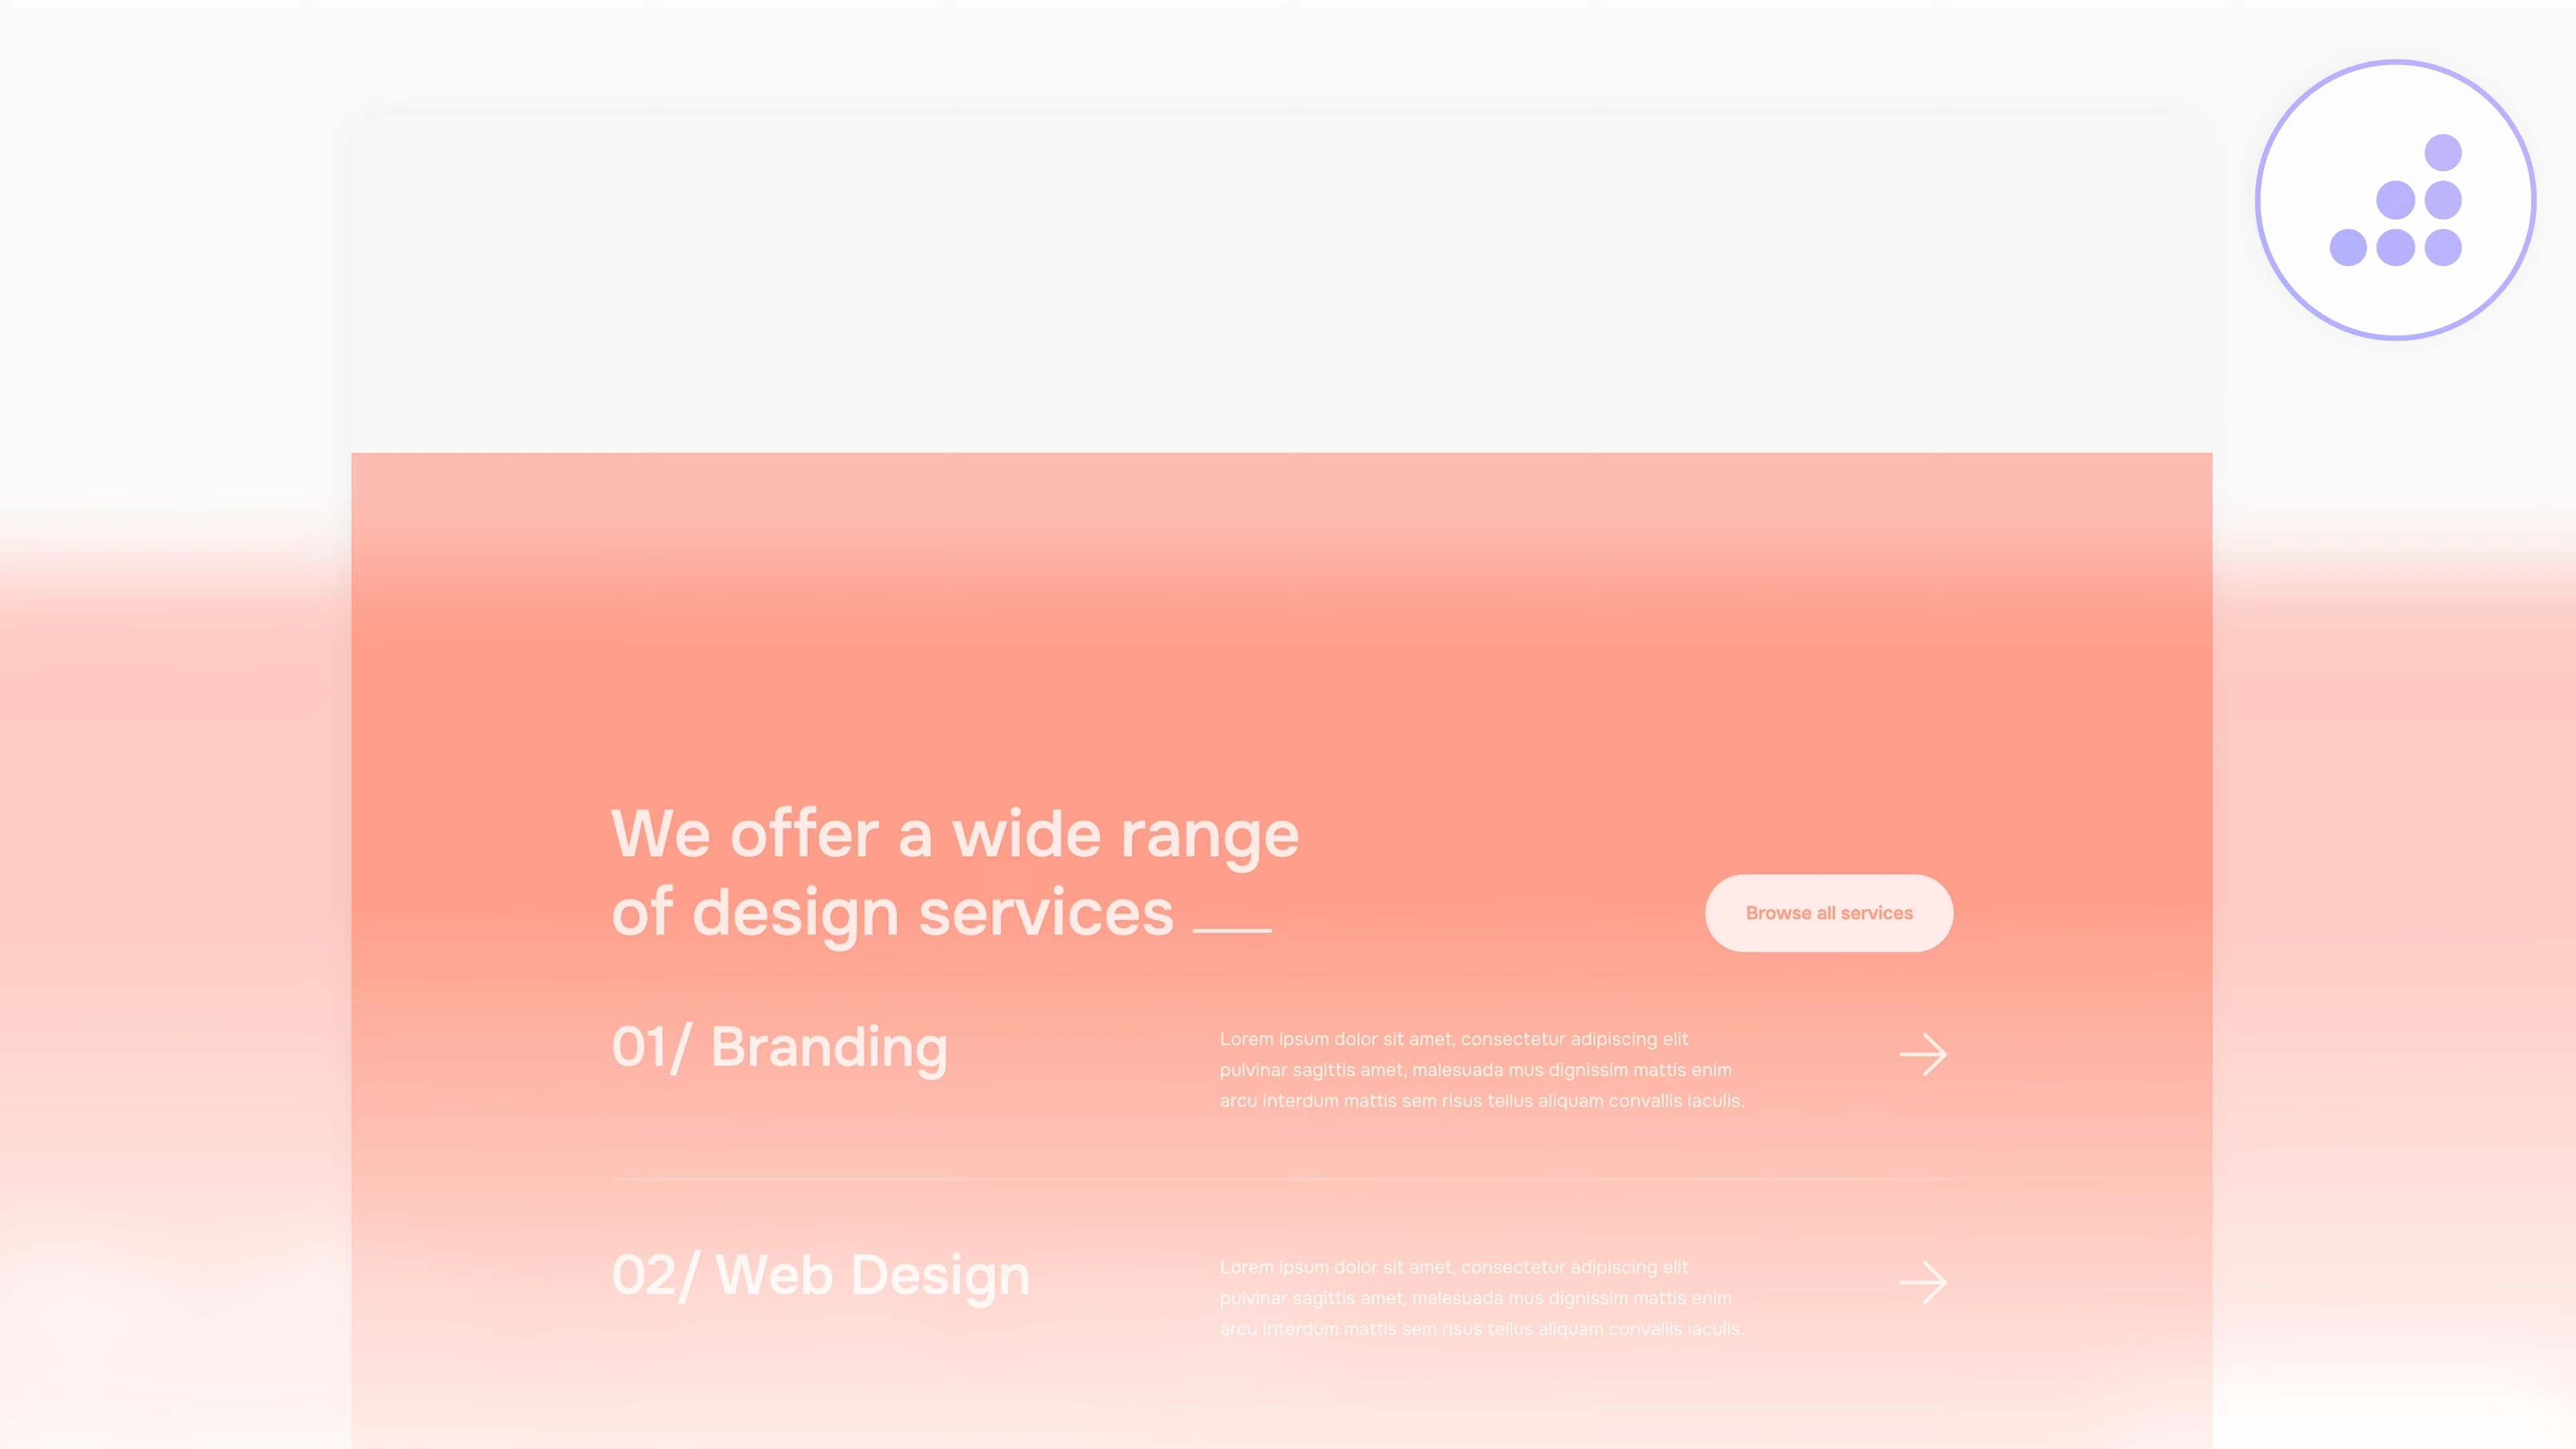 We offer a wide range
of design services
Browse all services
01/ Branding
Lorem ipsum dolor sit amet, consectetur adipiscing elit
pulvinar sagittis amet, malesuada mus dignissim mattis enim
arcu interdum mattis sem risus tellus aliquam convallis iaculis.
02/ Web Design
Lorem ipsum dolor sit amet, consectetur adipiscing elit
pulvinar sagittis amet, malesuada mus dignissim mattis enim
arcu interdum mattis sem risus tellus aliquam convallis iaculis.